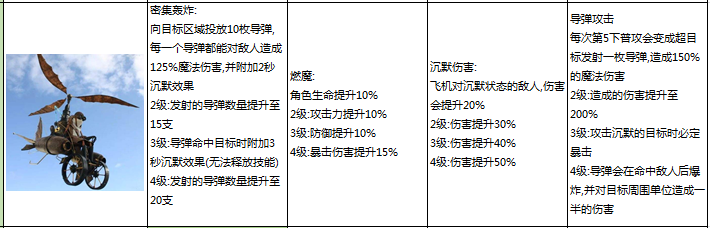 密集轰炸:
向目标区域投放10枚导弹,
每一个导弹都能对敌人造成
125%魔法伤害,并附加2秒
沉默效果
2级:发射的导弹数量提升至
15支
3级:导弹命中目标时附加3
秒沉默效果(无法释放技能)
4级:发射的导弹数量提升至
20支
燃魔:
角色生命提升10%
2级:攻击力提升10%
3级:防御提升10%
4级:暴击伤害提升15%
沉默伤害:
飞机对沉默状态的敌人,伤害
会提升20%
2级:伤害提升30%
3级:伤害提升40%
4级:伤害提升50%
导弹攻击
每次第5下普攻会变成超目
标发射一枚导弹,造成150%
的魔法伤害
2级:造成的伤害提升至
200%
3级:攻击沉默的目标时必定
暴击
4级:导弹会在命中敌人后爆
炸,并对目标周围单位造成一
半的伤害